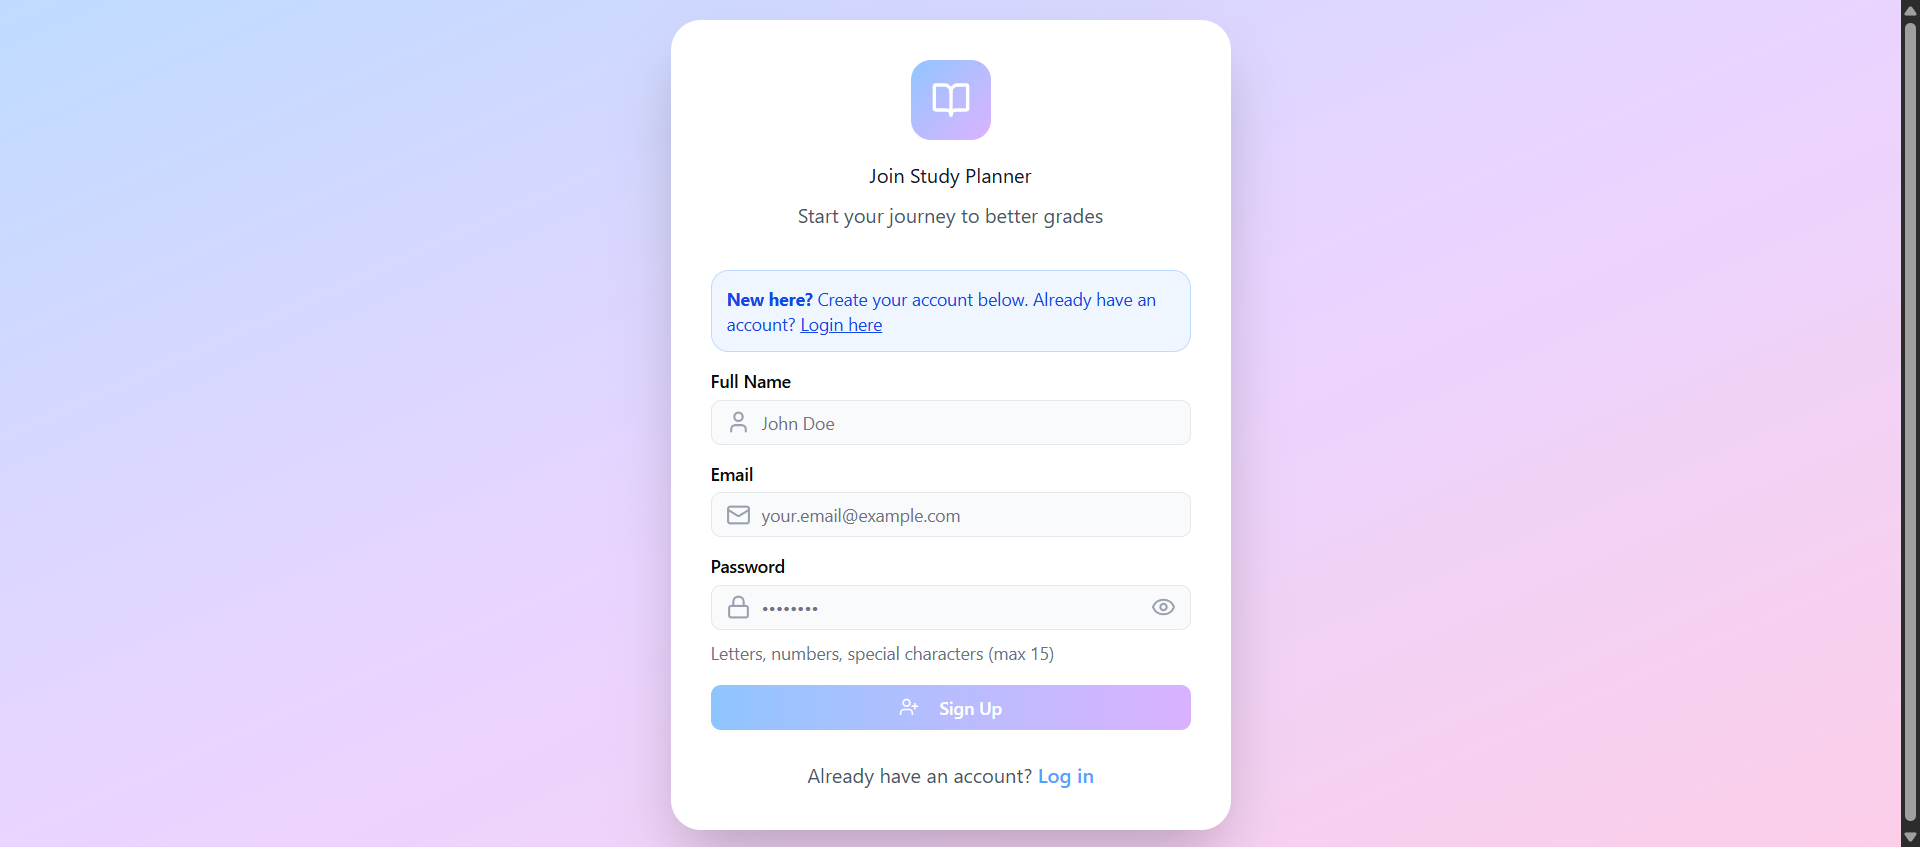 Join Study Planner
Start your journey to better grades
New here? Create your account below. Already have an
account? Login here
Full Name
John Doe
Email
your.email@example.com
Password
••••••••
Letters, numbers, special characters (max 15)
Sign Up
Already have an account? Log in